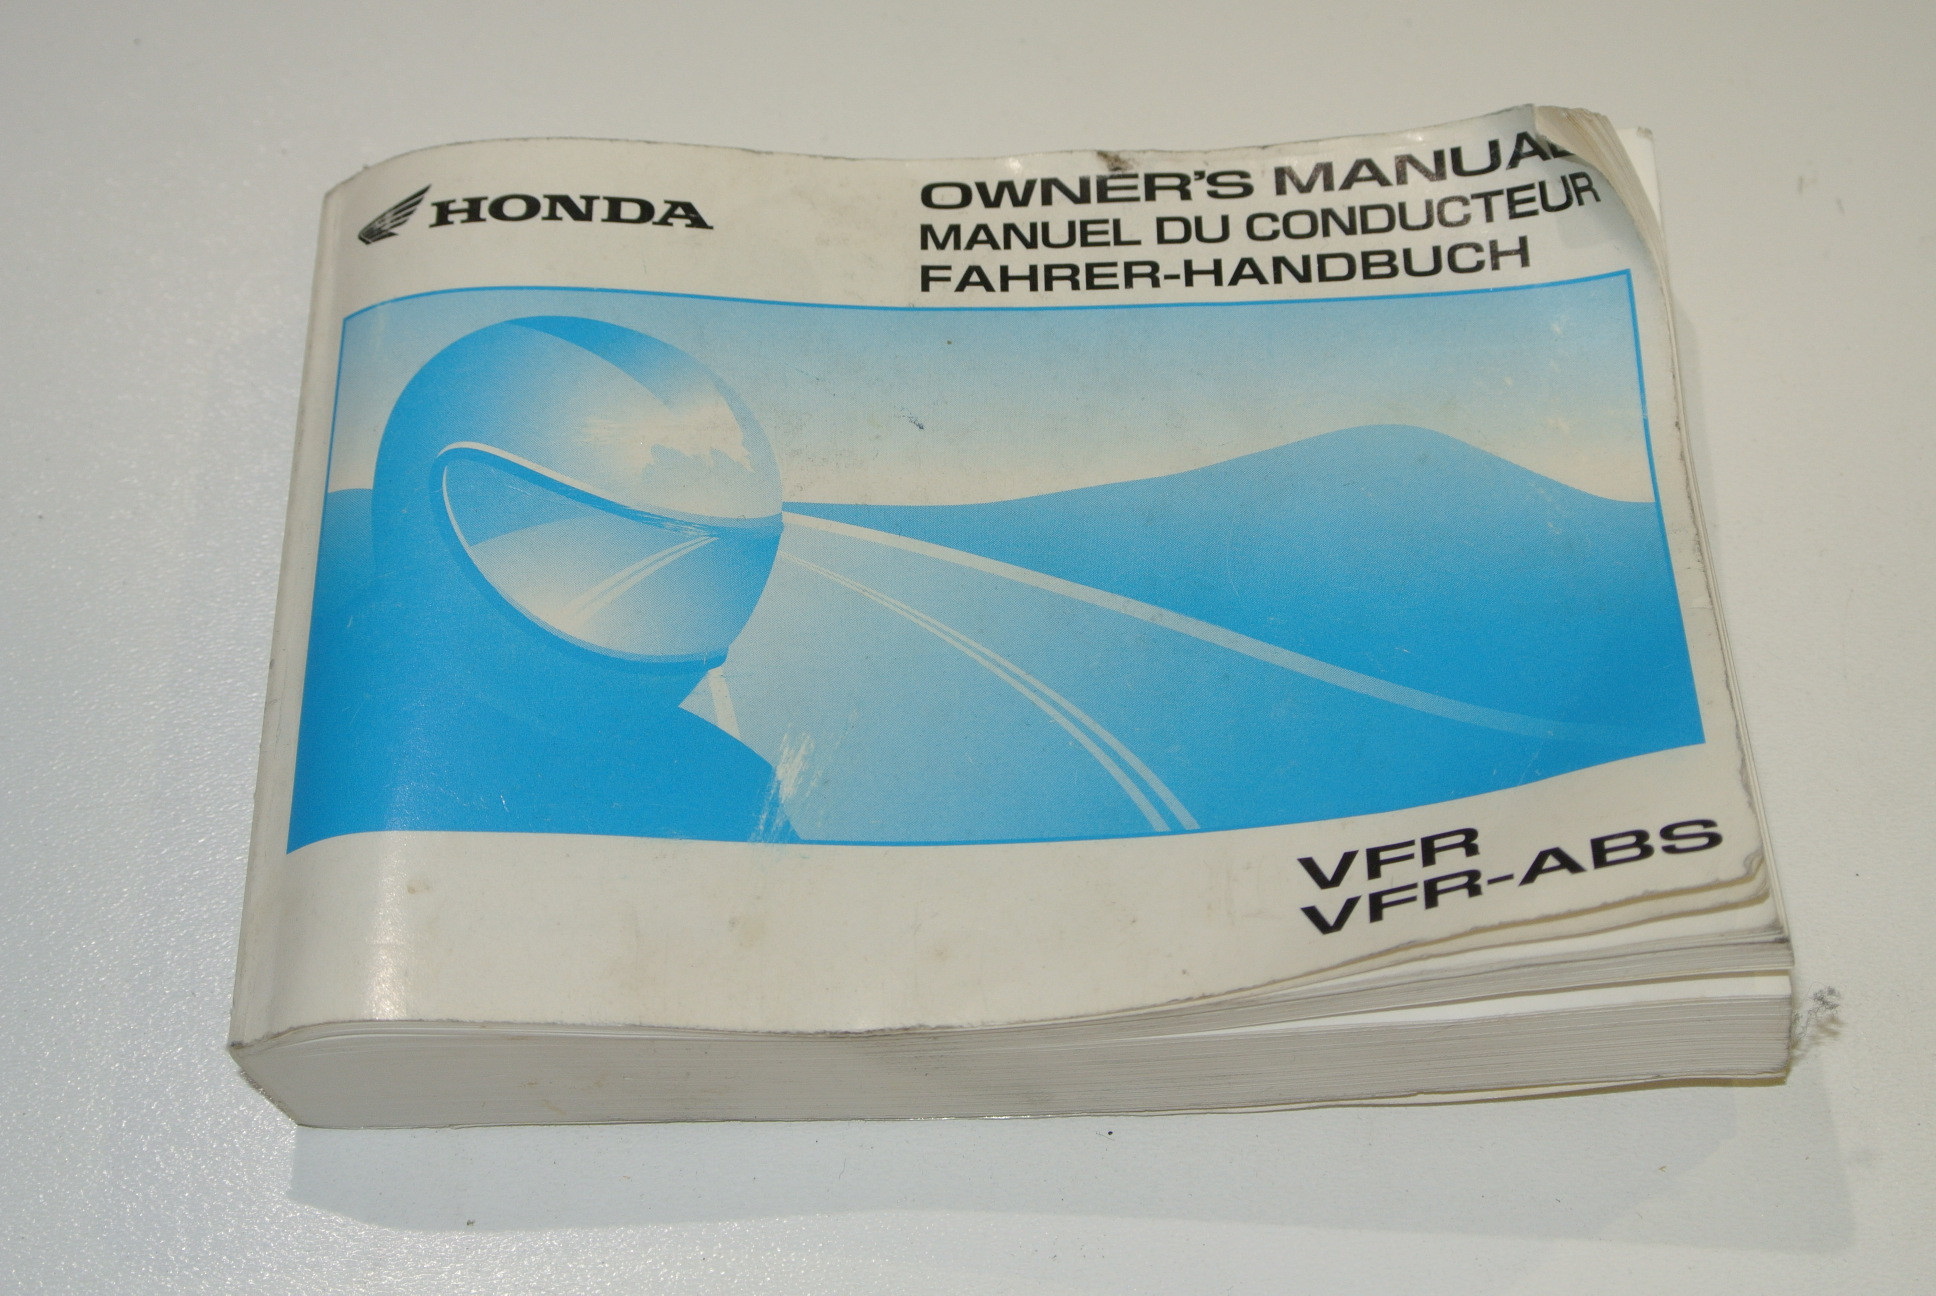 HONDA
OWNER'S MANUAL
MANUEL DU CONDUCTEUR
FAHRER-HANDBUCH
VFR
VFR-ABS